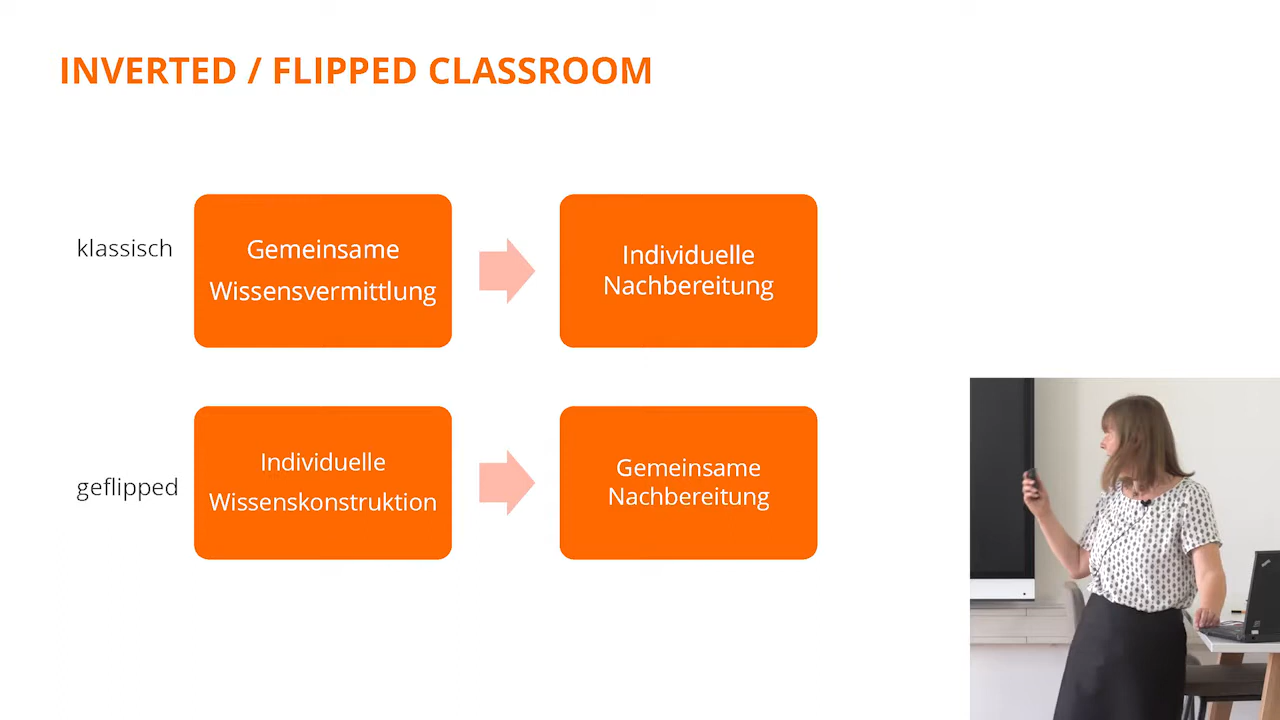 INVERTED / FLIPPED CLASSROOM
klassisch
Gemeinsame
Wissensvermittlung
Individuelle
Nachbereitung
geflipped
Individuelle
Wissenskonstruktion
Gemeinsame
Nachbereitung